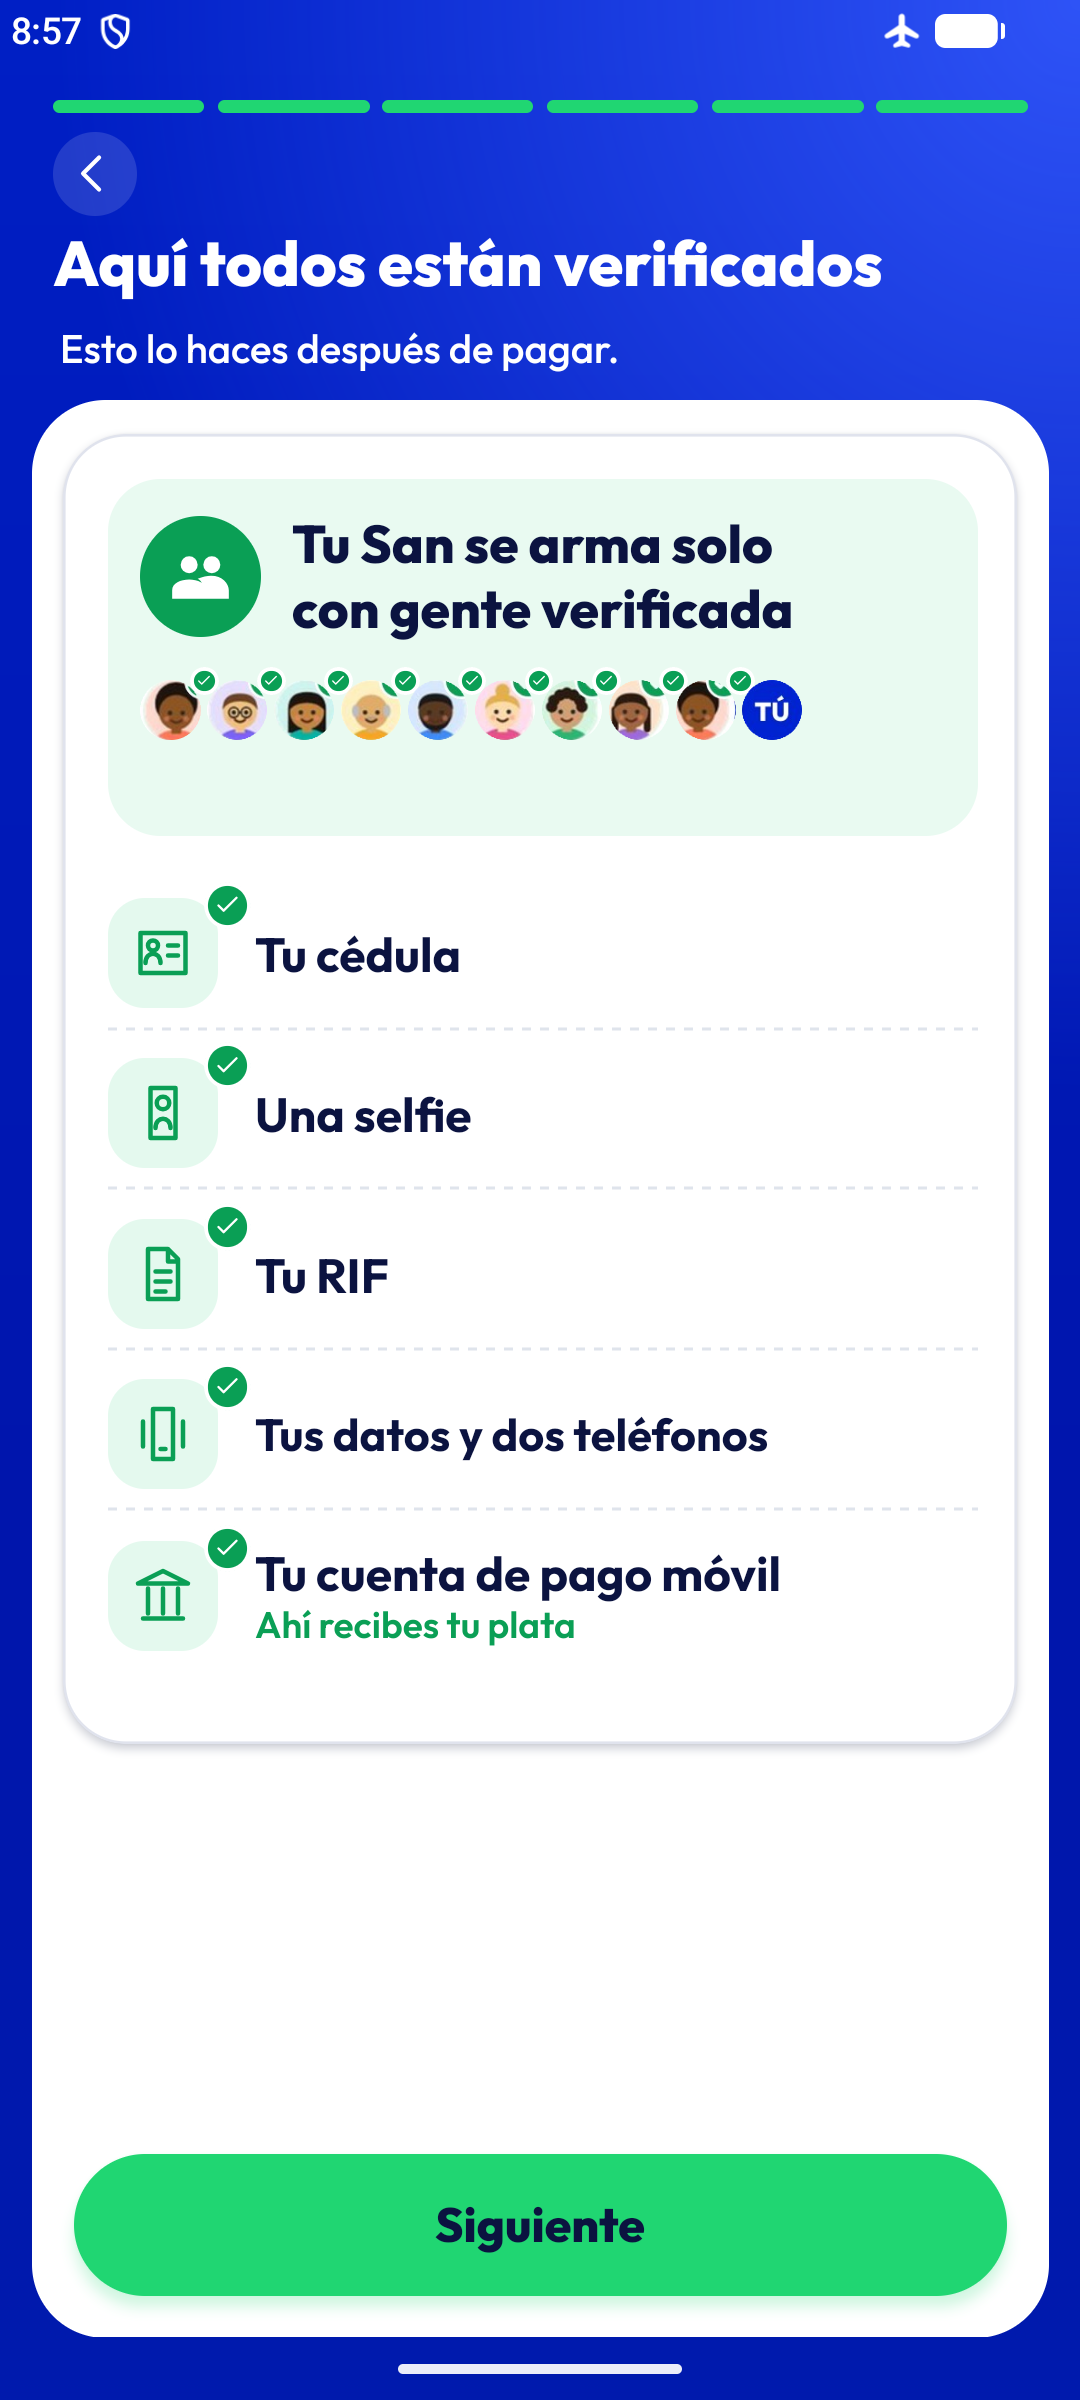 8:57
Aquí todos están verificados
Esto lo haces después de pagar.
Tu San se arma solo
con gente verificada
TÚ
Tu cédula
Una selfie
Tu RIF
Tus datos y dos teléfonos
Tu cuenta de pago móvil
Ahí recibes tu plata
Siguiente